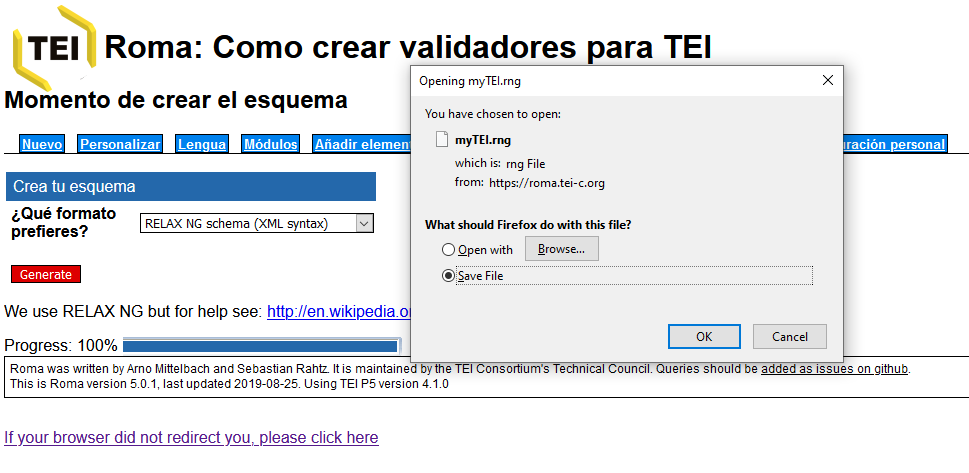 TEI Roma: Como crear validadores para TEI
Momento de crear el esquema
Nuevo Personalizar Lengua Módulos Añadir element uración personal
Crea tu esquema
¿Qué formato
prefieres?
RELAX NG schema (XML syntax)
Generate
We use RELAX NG but for help see: http://en.wikipedia.o
Progress: 100%
Roma was written by Arno Mittelbach and Sebastian Rahtz. It is maintained by the TEI Consortium's Technical Council. Queries should be added as issues on github.
This is Roma version 5.0.1, last updated 2019-08-25. Using TEI P5 version 4.1.0
If your browser did not redirect you, please click here
Opening myTEI.rng
You have chosen to open:
myTEI.rng
which is: rng File
from: https://roma.tei-c.org
What should Firefox do with this file?
Open with Browse...
Save File
OK Cancel